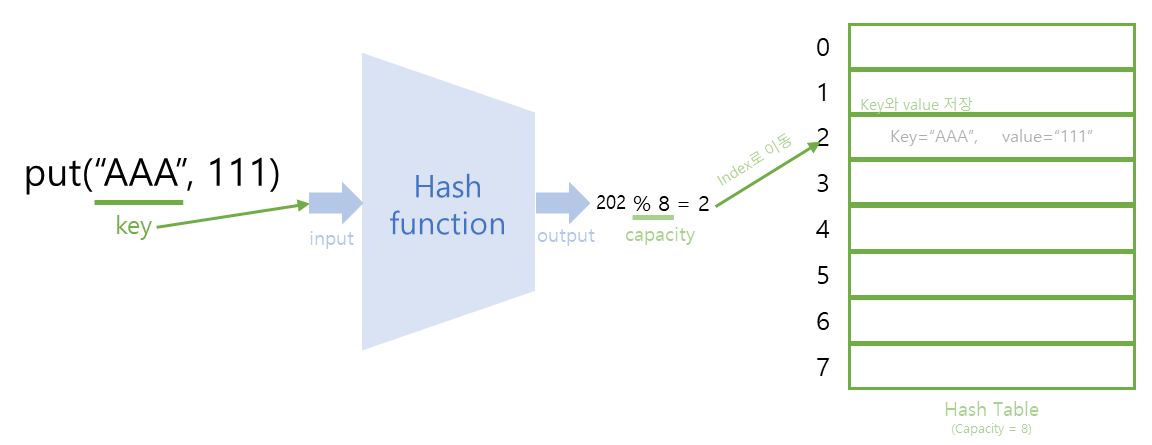 put(“AAA”, 111)
key
input
Hash
function
output
202 % 8 = 2
capacity
Index로 이동
0
1
Key와 value 저장
2
Key=“AAA”, value=“111”
3
4
5
6
7
Hash Table
(Capacity = 8)